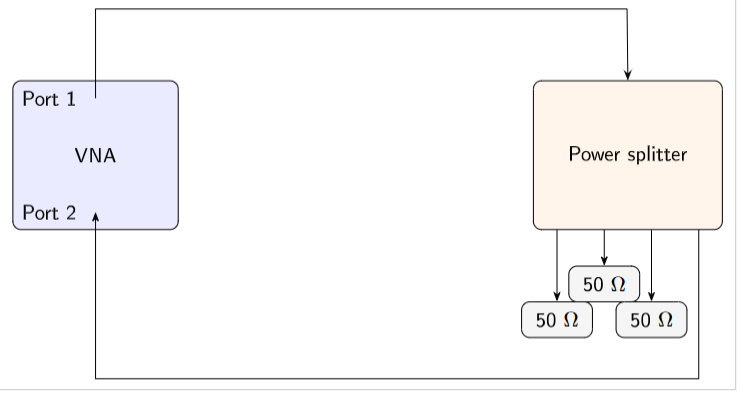 Port 1
VNA
Power splitter
Port 2
50 Ω
50 Ω
50 Ω